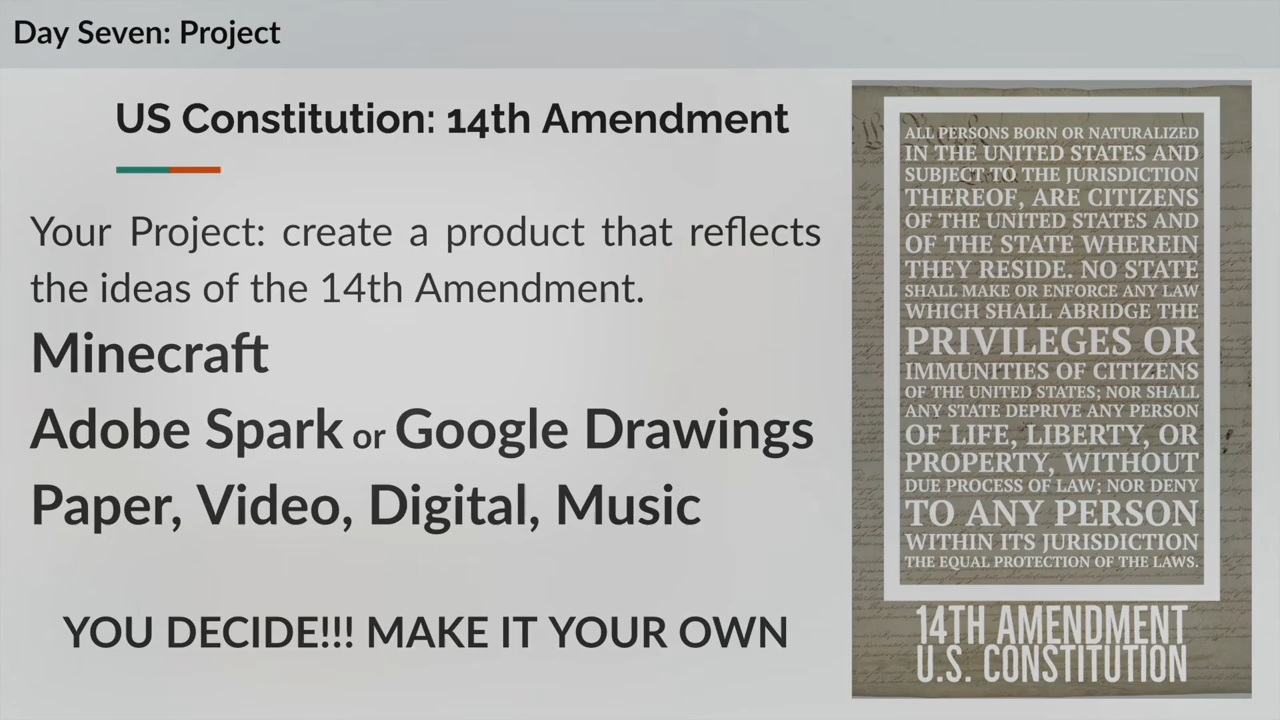 Day Seven: Project
US Constitution: 14th Amendment
Your Project: create a product that reflects
the ideas of the 14th Amendment.
Minecraft
Adobe Spark or Google Drawings
Paper, Video, Digital, Music
YOU DECIDE!!! MAKE IT YOUR OWN
ALL PERSONS BORN OR NATURALIZED
IN THE UNITED STATES AND
SUBJECT TO THE JURISDICTION
THEREOF, ARE CITIZENS
OF THE UNITED STATES AND
OF THE STATE WHEREIN
THEY RESIDE. NO STATE
SHALL MAKE OR ENFORCE ANY LAW
WHICH SHALL ABRIDGE THE
PRIVILEGES OR
IMMUNITIES OF CITIZENS
OF THE UNITED STATES; NOR SHALL
ANY STATE DEPRIVE ANY PERSON
OF LIFE, LIBERTY, OR
PROPERTY, WITHOUT
DUE PROCESS OF LAW; NOR DENY
TO ANY PERSON
WITHIN ITS JURISDICTION
THE EQUAL PROTECTION OF THE LAWS.
14TH AMENDMENT
U.S. CONSTITUTION